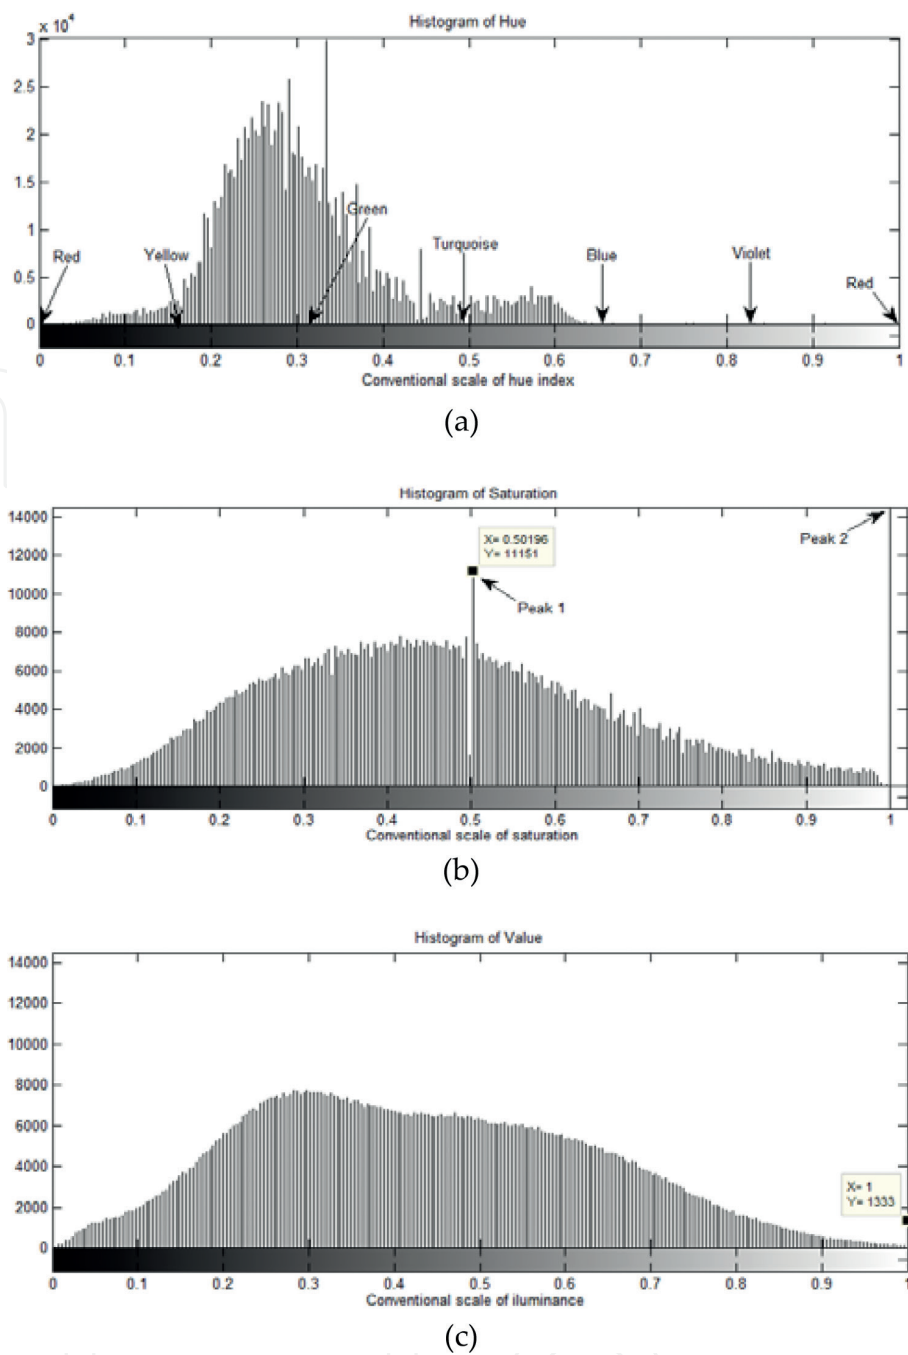 Histogram of Hue
x 10^4
3
2.5
2
1.5
1
0.5
0
Red
Yellow
Green
Turquoise
Blue
Violet
Red
0 0.1 0.2 0.3 0.4 0.5 0.6 0.7 0.8 0.9 1
Conventional scale of hue index
(a)
Histogram of Saturation
14000
12000
10000
8000
6000
4000
2000
0
X= 0.50196
Y= 11151
Peak 1
Peak 2
0 0.1 0.2 0.3 0.4 0.5 0.6 0.7 0.8 0.9 1
Conventional scale of saturation
(b)
Histogram of Value
14000
12000
10000
8000
6000
4000
2000
0
X= 1
Y= 1333
0 0.1 0.2 0.3 0.4 0.5 0.6 0.7 0.8 0.9 1
Conventional scale of iluminance
(c)